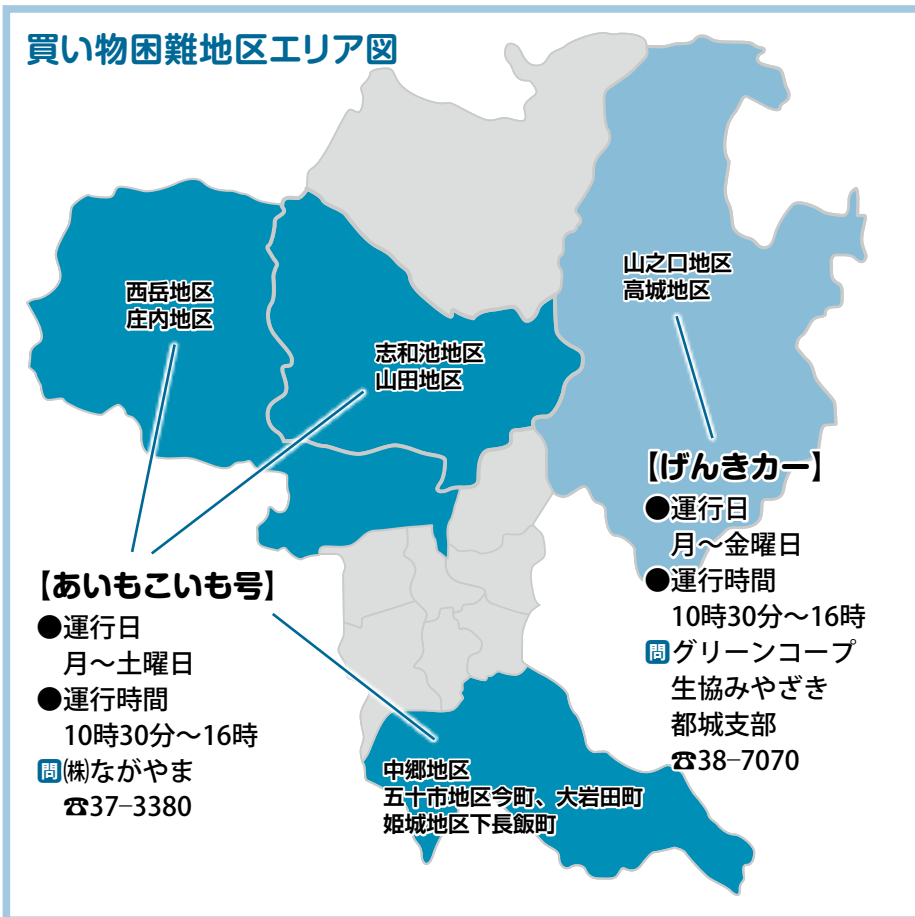 買い物困難地区エリア図
西岳地区
庄内地区
志和池地区
山田地区
山之口地区
高城地区
【げんきカー】
●運行日
月～金曜日
●運行時間
10時30分～16時
問グリーンコープ
生協みやざき
都城支部
☎38-7070
【あいもこいも号】
●運行日
月～土曜日
●運行時間
10時30分～16時
問㈱ながやま
☎37-3380
中郷地区
五十市地区今町、大岩田町
姫城地区下長飯町